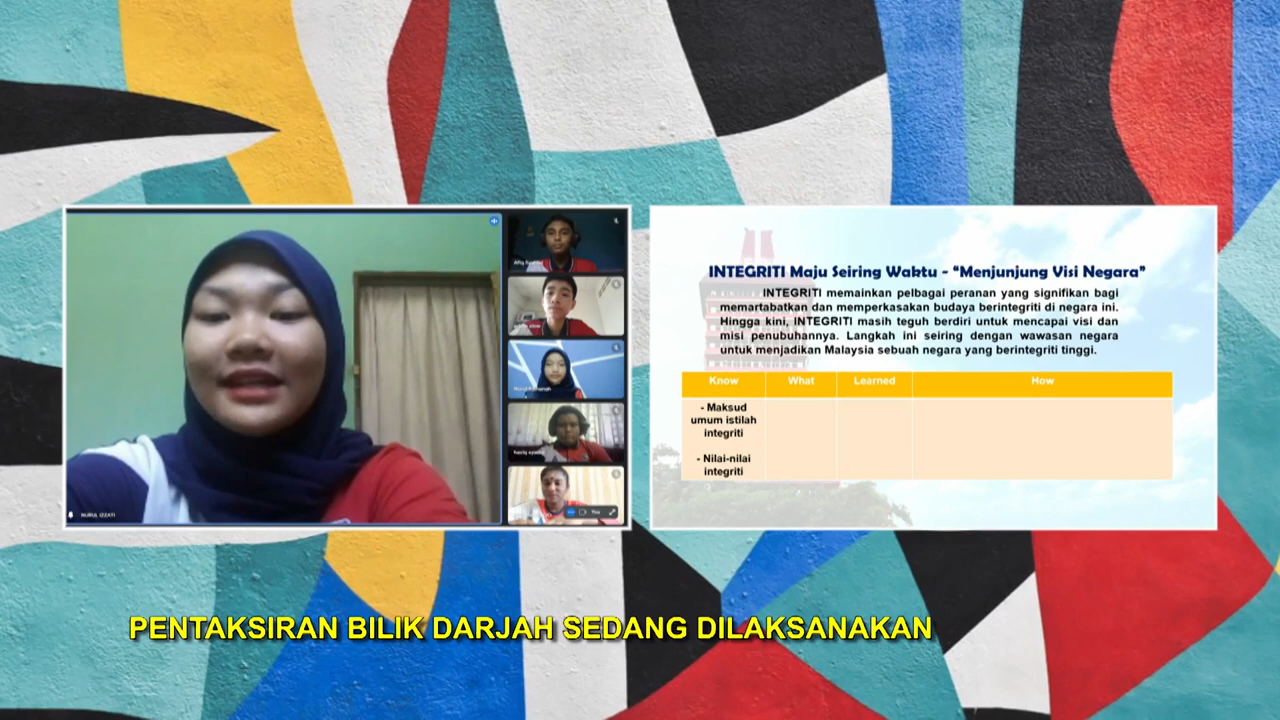 NURUL IZZATI
You
INTEGRITI Maju Seiring Waktu - “Menjunjung Visi Negara”
INTEGRITI memainkan pelbagai peranan yang signifikan bagi
memartabatkan dan memperkasakan budaya berintegriti di negara ini.
Hingga kini, INTEGRITI masih teguh berdiri untuk mencapai visi dan
misi penubuhannya. Langkah ini seiring dengan wawasan negara
untuk menjadikan Malaysia sebuah negara yang berintegriti tinggi.
Know What Learned How
- Maksud
umum istilah
integriti
- Nilai-nilai
integriti
PENTAKSIRAN BILIK DARJAH SEDANG DILAKSANAKAN